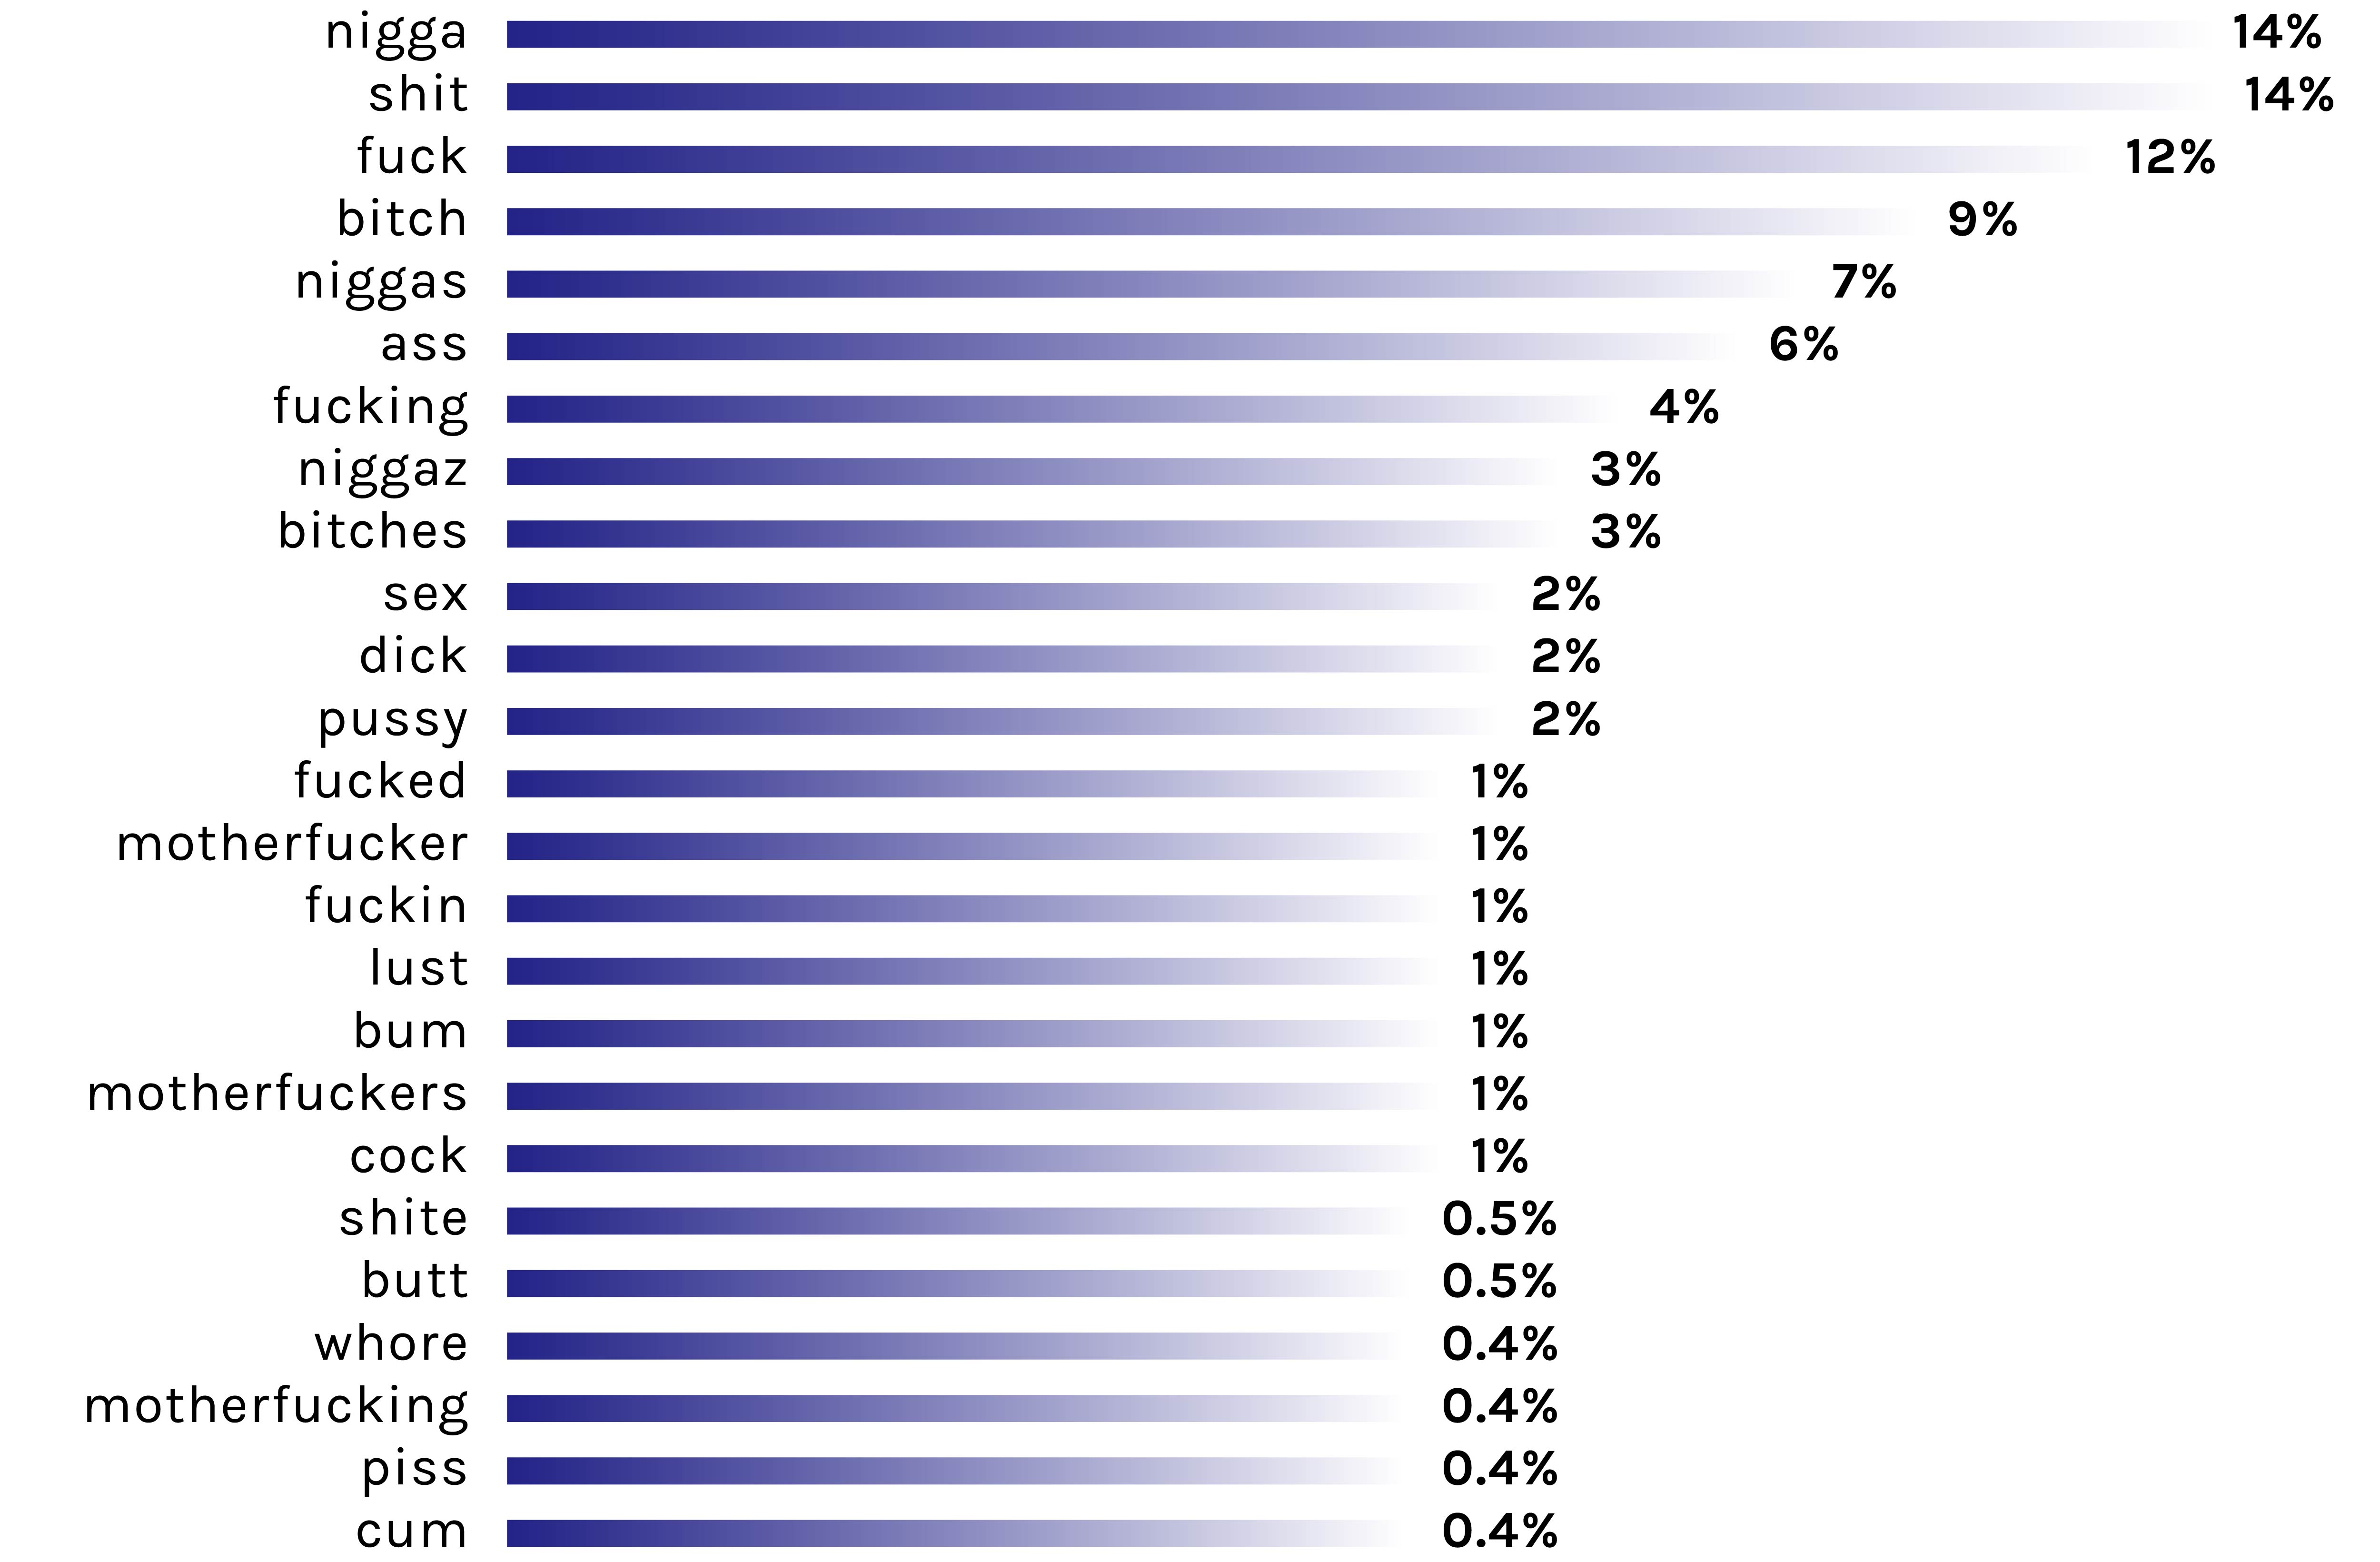 nigga 14%
shit 14%
fuck 12%
bitch 9%
niggas 7%
ass 6%
fucking 4%
niggaz 3%
bitches 3%
sex 2%
dick 2%
pussy 2%
fucked 1%
motherfucker 1%
fuckin 1%
lust 1%
bum 1%
motherfuckers 1%
cock 1%
shite 0.5%
butt 0.5%
whore 0.4%
motherfucking 0.4%
piss 0.4%
cum 0.4%